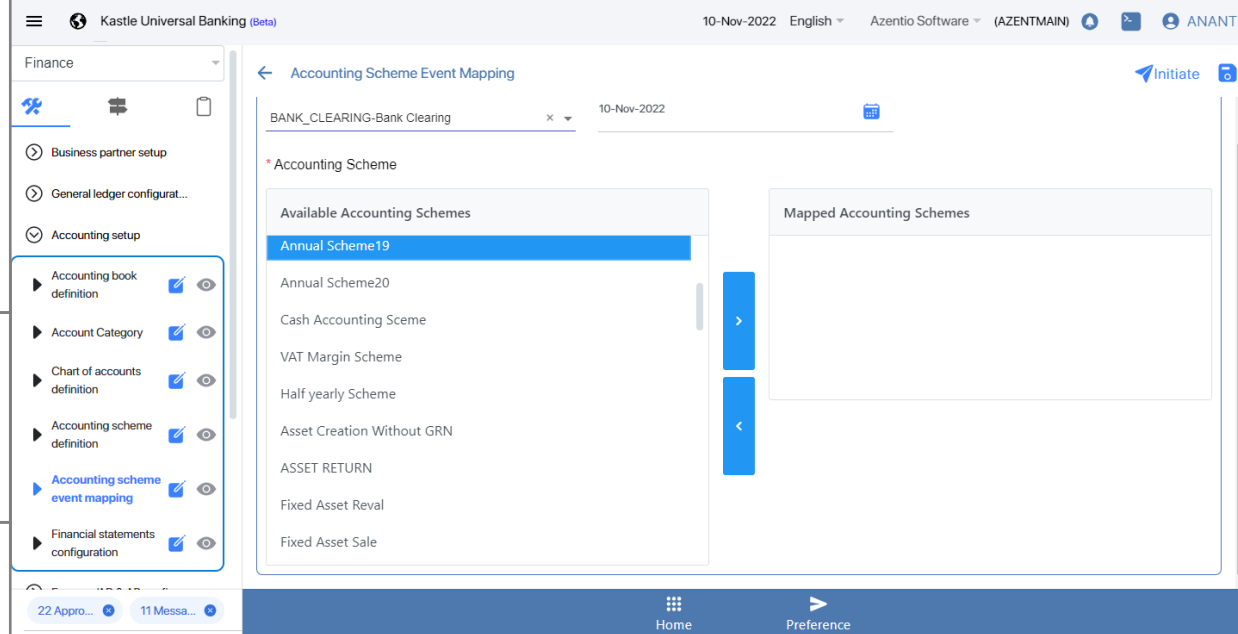 Kastle Universal Banking (Beta)
10-Nov-2022 English Azentio Software (AZENTMAIN) ANANT
Finance
Accounting Scheme Event Mapping
Initiate
BANK_CLEARING-Bank Clearing
10-Nov-2022
* Accounting Scheme
Business partner setup
General ledger configurat...
Accounting setup
Accounting book
definition
Account Category
Chart of accounts
definition
Accounting scheme
definition
Accounting scheme
event mapping
Financial statements
configuration
Available Accounting Schemes
Annual Scheme19
Annual Scheme20
Cash Accounting Sceme
VAT Margin Scheme
Half yearly Scheme
Asset Creation Without GRN
ASSET RETURN
Fixed Asset Reval
Fixed Asset Sale
Mapped Accounting Schemes
22 Appro...
11 Messa...
Home
Preference